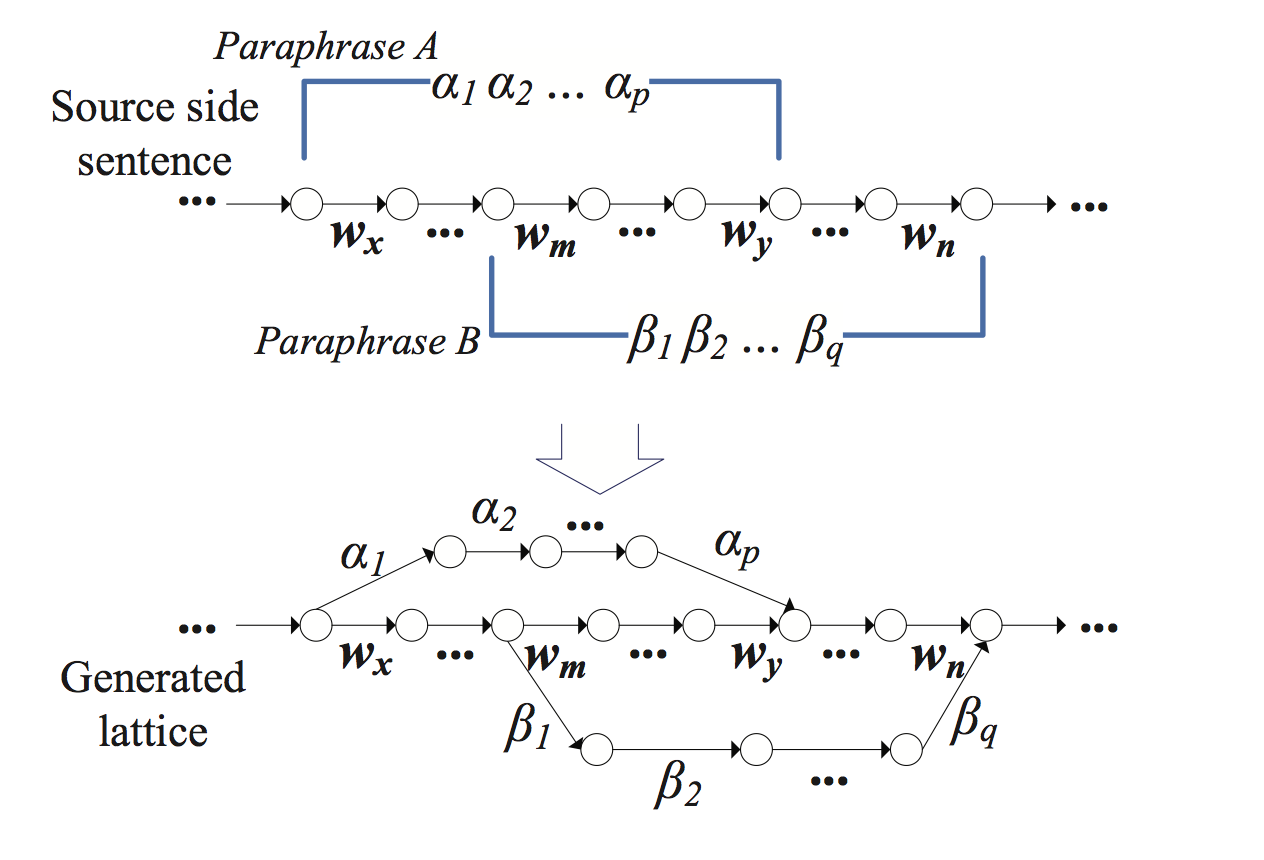 Paraphrase A
α1 α2 ... αp
Source side
sentence
... ...
wx ... wm ... wy ... wn
Paraphrase B
β1 β2 ... βq
α2 ...
α1 αp
... ...
wx ... wm ... wy ... wn
Generated
lattice
β1 βq
β2 ...